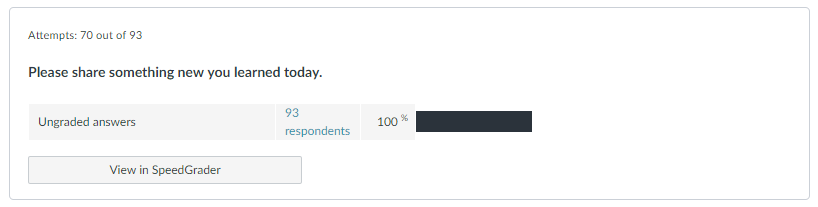 Attempts: 70 out of 93
Please share something new you learned today.
Ungraded answers
93
respondents
100 %
View in SpeedGrader